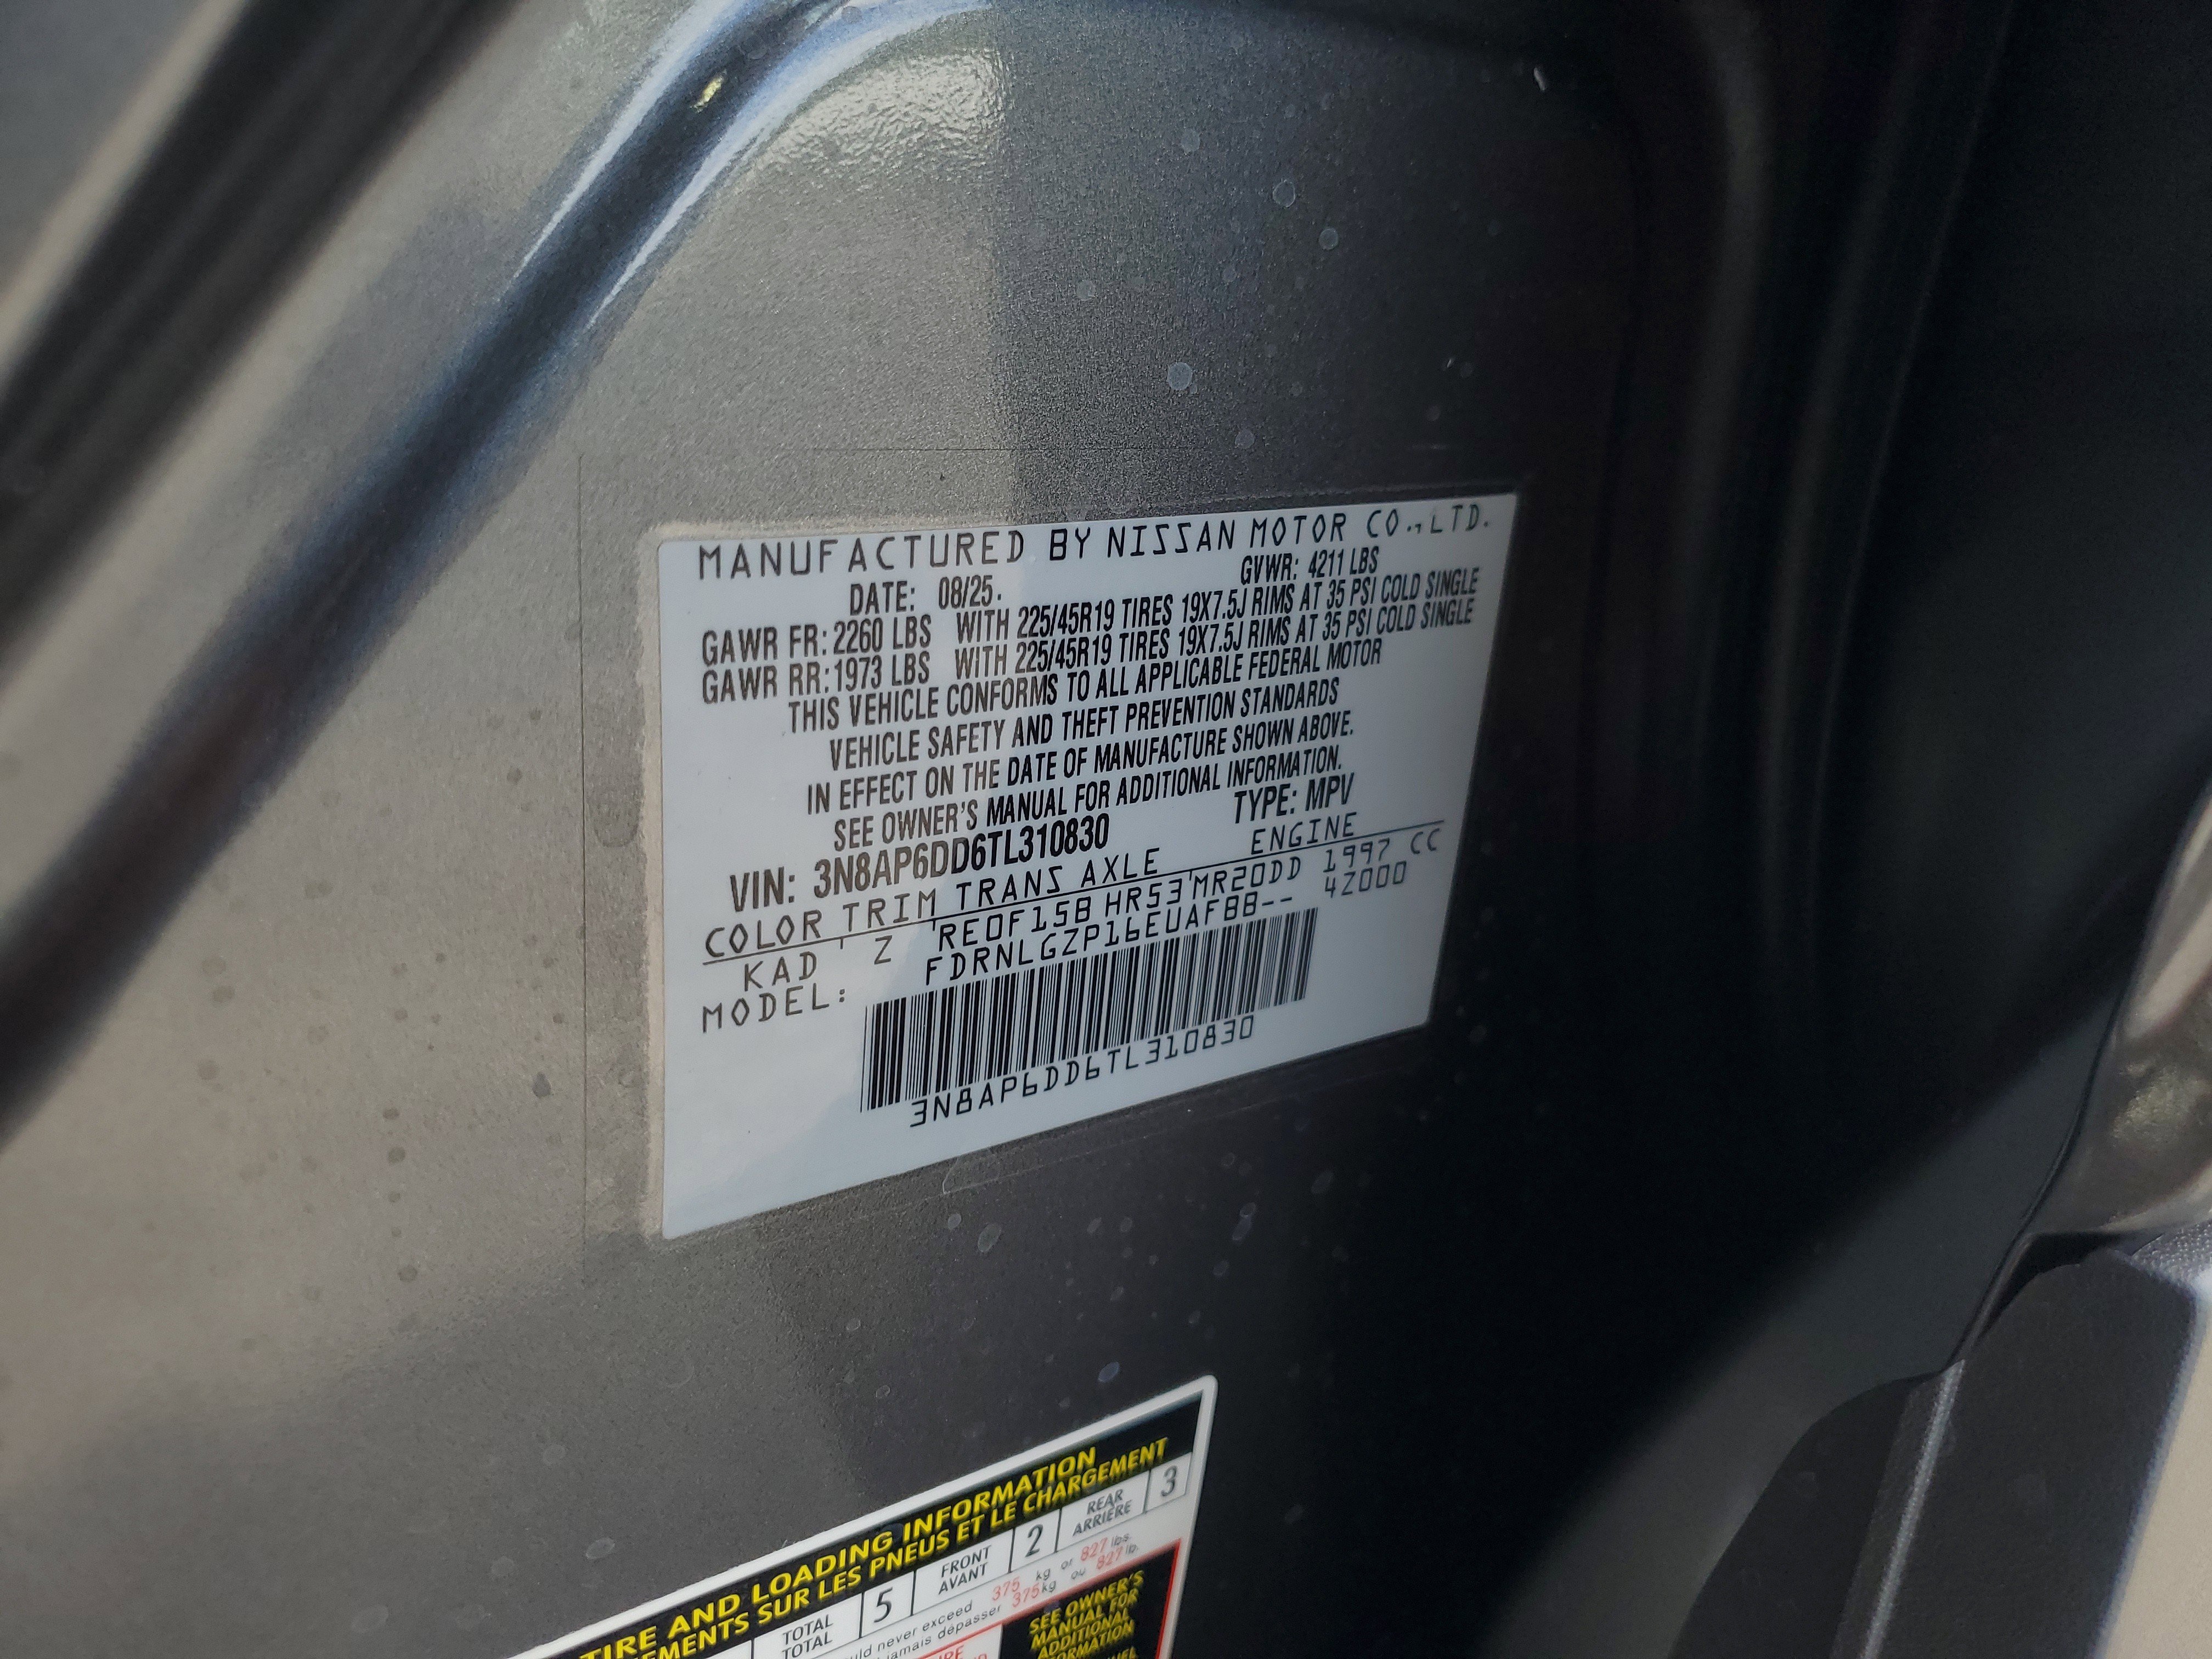 MANUFACTURED BY NISSAN MOTOR CO.,LTD.
DATE: 08/25. GVWR: 4211 LBS
GAWR FR: 2260 LBS WITH 225/45R19 TIRES 19X7.5J RIMS AT 35 PSI COLD SINGLE
GAWR RR: 1973 LBS WITH 225/45R19 TIRES 19X7.5J RIMS AT 35 PSI COLD SINGLE
THIS VEHICLE CONFORMS TO ALL APPLICABLE FEDERAL MOTOR
VEHICLE SAFETY AND THEFT PREVENTION STANDARDS
IN EFFECT ON THE DATE OF MANUFACTURE SHOWN ABOVE.
SEE OWNER'S MANUAL FOR ADDITIONAL INFORMATION.
VIN: 3N8AP6DD6TL310830 TYPE: MPV
COLOR TRIM TRANS AXLE ENGINE
KAD Z RE0F15B HR53 MR20DD 1997 CC
MODEL: FDRNLGZP16EUAFBB-- 4Z000
3N8AP6DD6TL310830
TIRE AND LOADING INFORMATION
SUR LES PNEUS ET LE CHARGEMENT
TOTAL 5 FRONT 2 REAR 3
TOTAL AVANT ARRIÈRE
never exceed 375 kg or 827 lbs.
jamais dépasser 375 kg ou 827 lb.
SEE OWNER'S
MANUAL FOR
ADDITIONAL